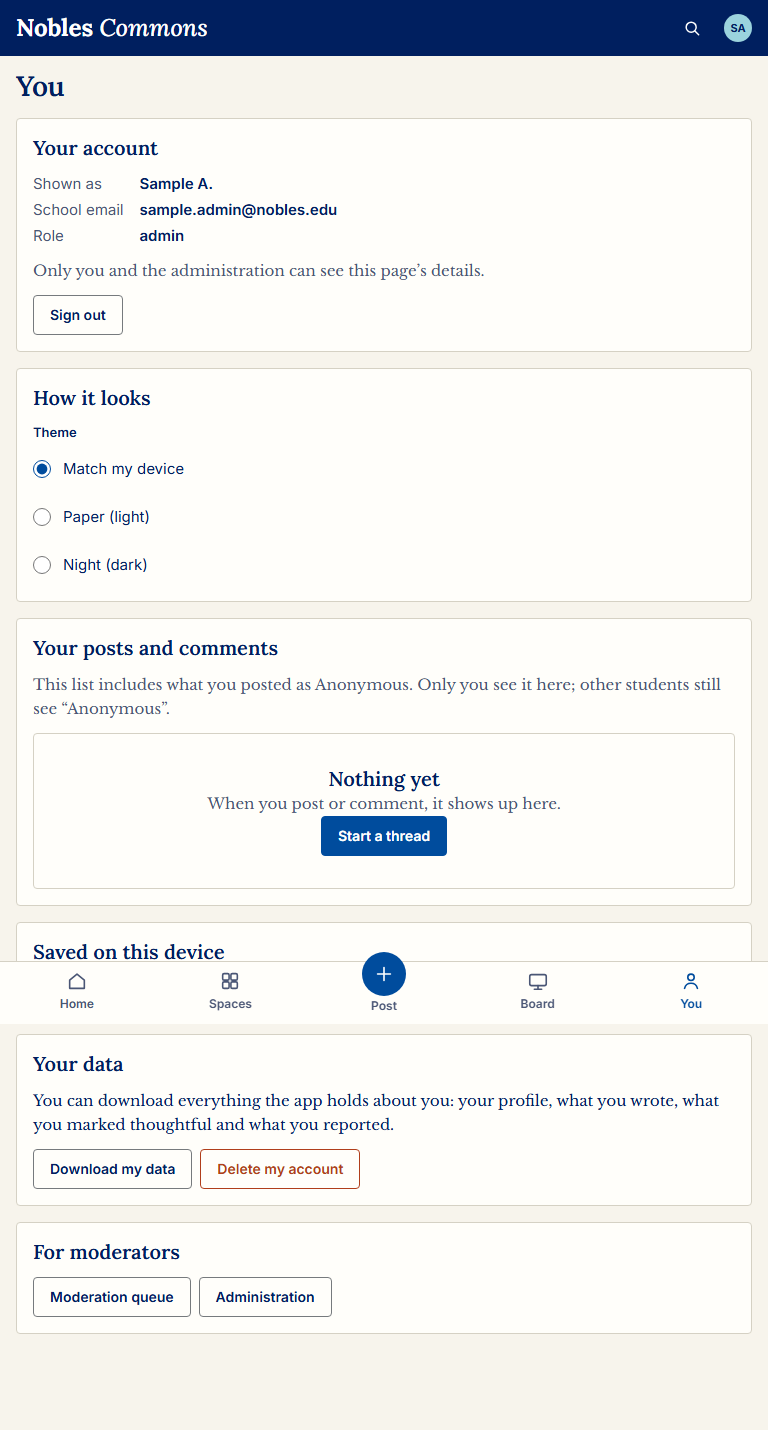 Nobles Commons
SA
You
Your account
Shown as Sample A.
School email sample.admin@nobles.edu
Role admin
Only you and the administration can see this page’s details.
Sign out
How it looks
Theme
Match my device
Paper (light)
Night (dark)
Your posts and comments
This list includes what you posted as Anonymous. Only you see it here; other students still
see “Anonymous”.
Nothing yet
When you post or comment, it shows up here.
Start a thread
Saved on this device
Home
Spaces
Post
Board
You
Your data
You can download everything the app holds about you: your profile, what you wrote, what
you marked thoughtful and what you reported.
Download my data
Delete my account
For moderators
Moderation queue
Administration